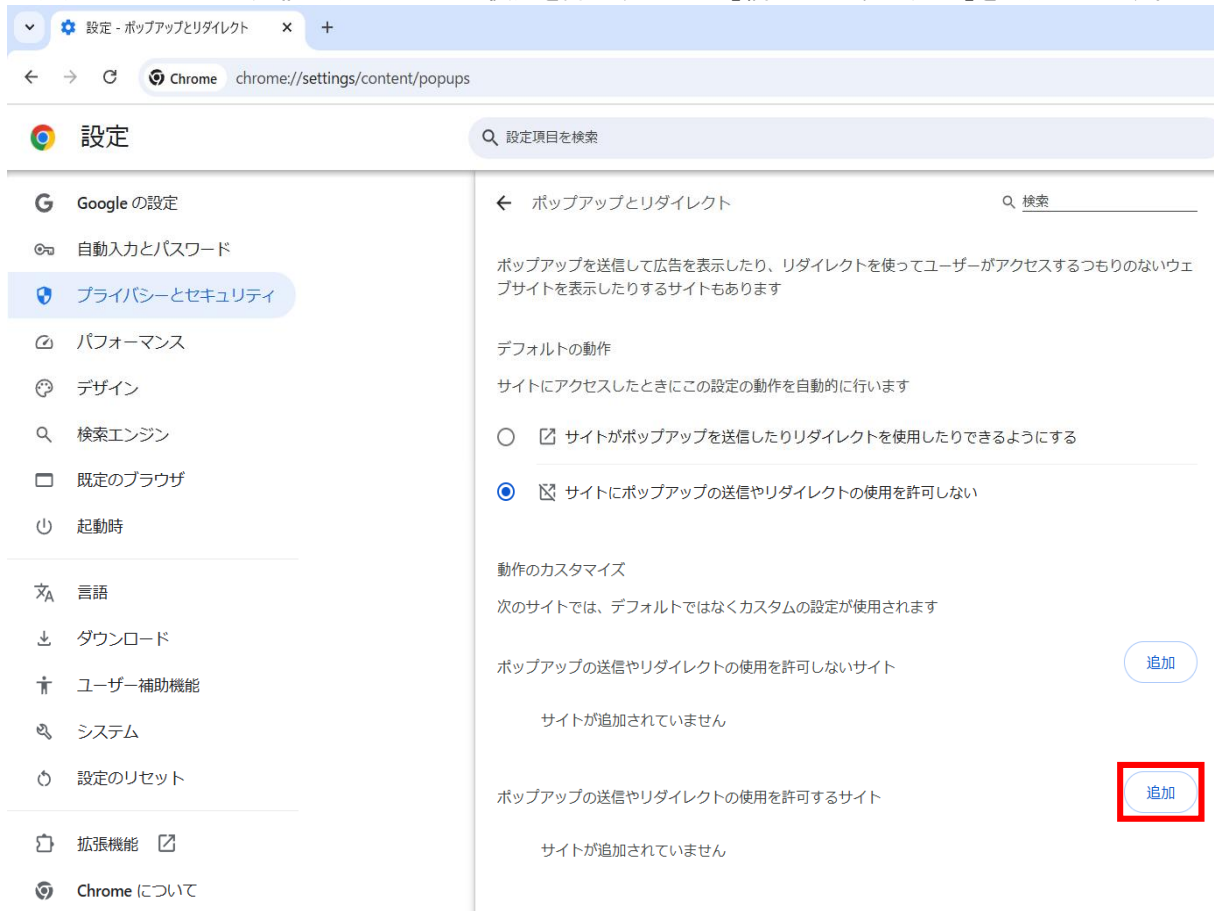 設定 - ポップアップとリダイレクト
Chrome
chrome://settings/content/popups
設定
設定項目を検索
Google の設定
自動入力とパスワード
プライバシーとセキュリティ
パフォーマンス
デザイン
検索エンジン
既定のブラウザ
起動時
言語
ダウンロード
ユーザー補助機能
システム
設定のリセット
拡張機能
Chrome について
ポップアップとリダイレクト
検索
ポップアップを送信して広告を表示したり、リダイレクトを使ってユーザーがアクセスするつもりのないウェ
ブサイトを表示したりするサイトもあります
デフォルトの動作
サイトにアクセスしたときにこの設定の動作を自動的に行います
サイトがポップアップを送信したりリダイレクトを使用したりできるようにする
サイトにポップアップの送信やリダイレクトの使用を許可しない
動作のカスタマイズ
次のサイトでは、デフォルトではなくカスタムの設定が使用されます
ポップアップの送信やリダイレクトの使用を許可しないサイト
追加
サイトが追加されていません
ポップアップの送信やリダイレクトの使用を許可するサイト
追加
サイトが追加されていません